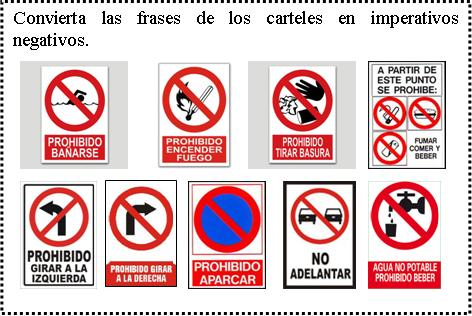 Convierta las frases de los carteles en imperativos
negativos.
PROHIBIDO
BAÑARSE
PROHIBIDO
ENCENDER
FUEGO
PROHIBIDO
TIRAR BASURA
A PARTIR DE
ESTE PUNTO
SE PROHIBE:
FUMAR
COMER Y
BEBER
PROHIBIDO
GIRAR A LA
IZQUIERDA
PROHIBIDO GIRAR
A LA DERECHA
PROHIBIDO
APARCAR
NO
ADELANTAR
AGUA NO POTABLE
PROHIBIDO BEBER